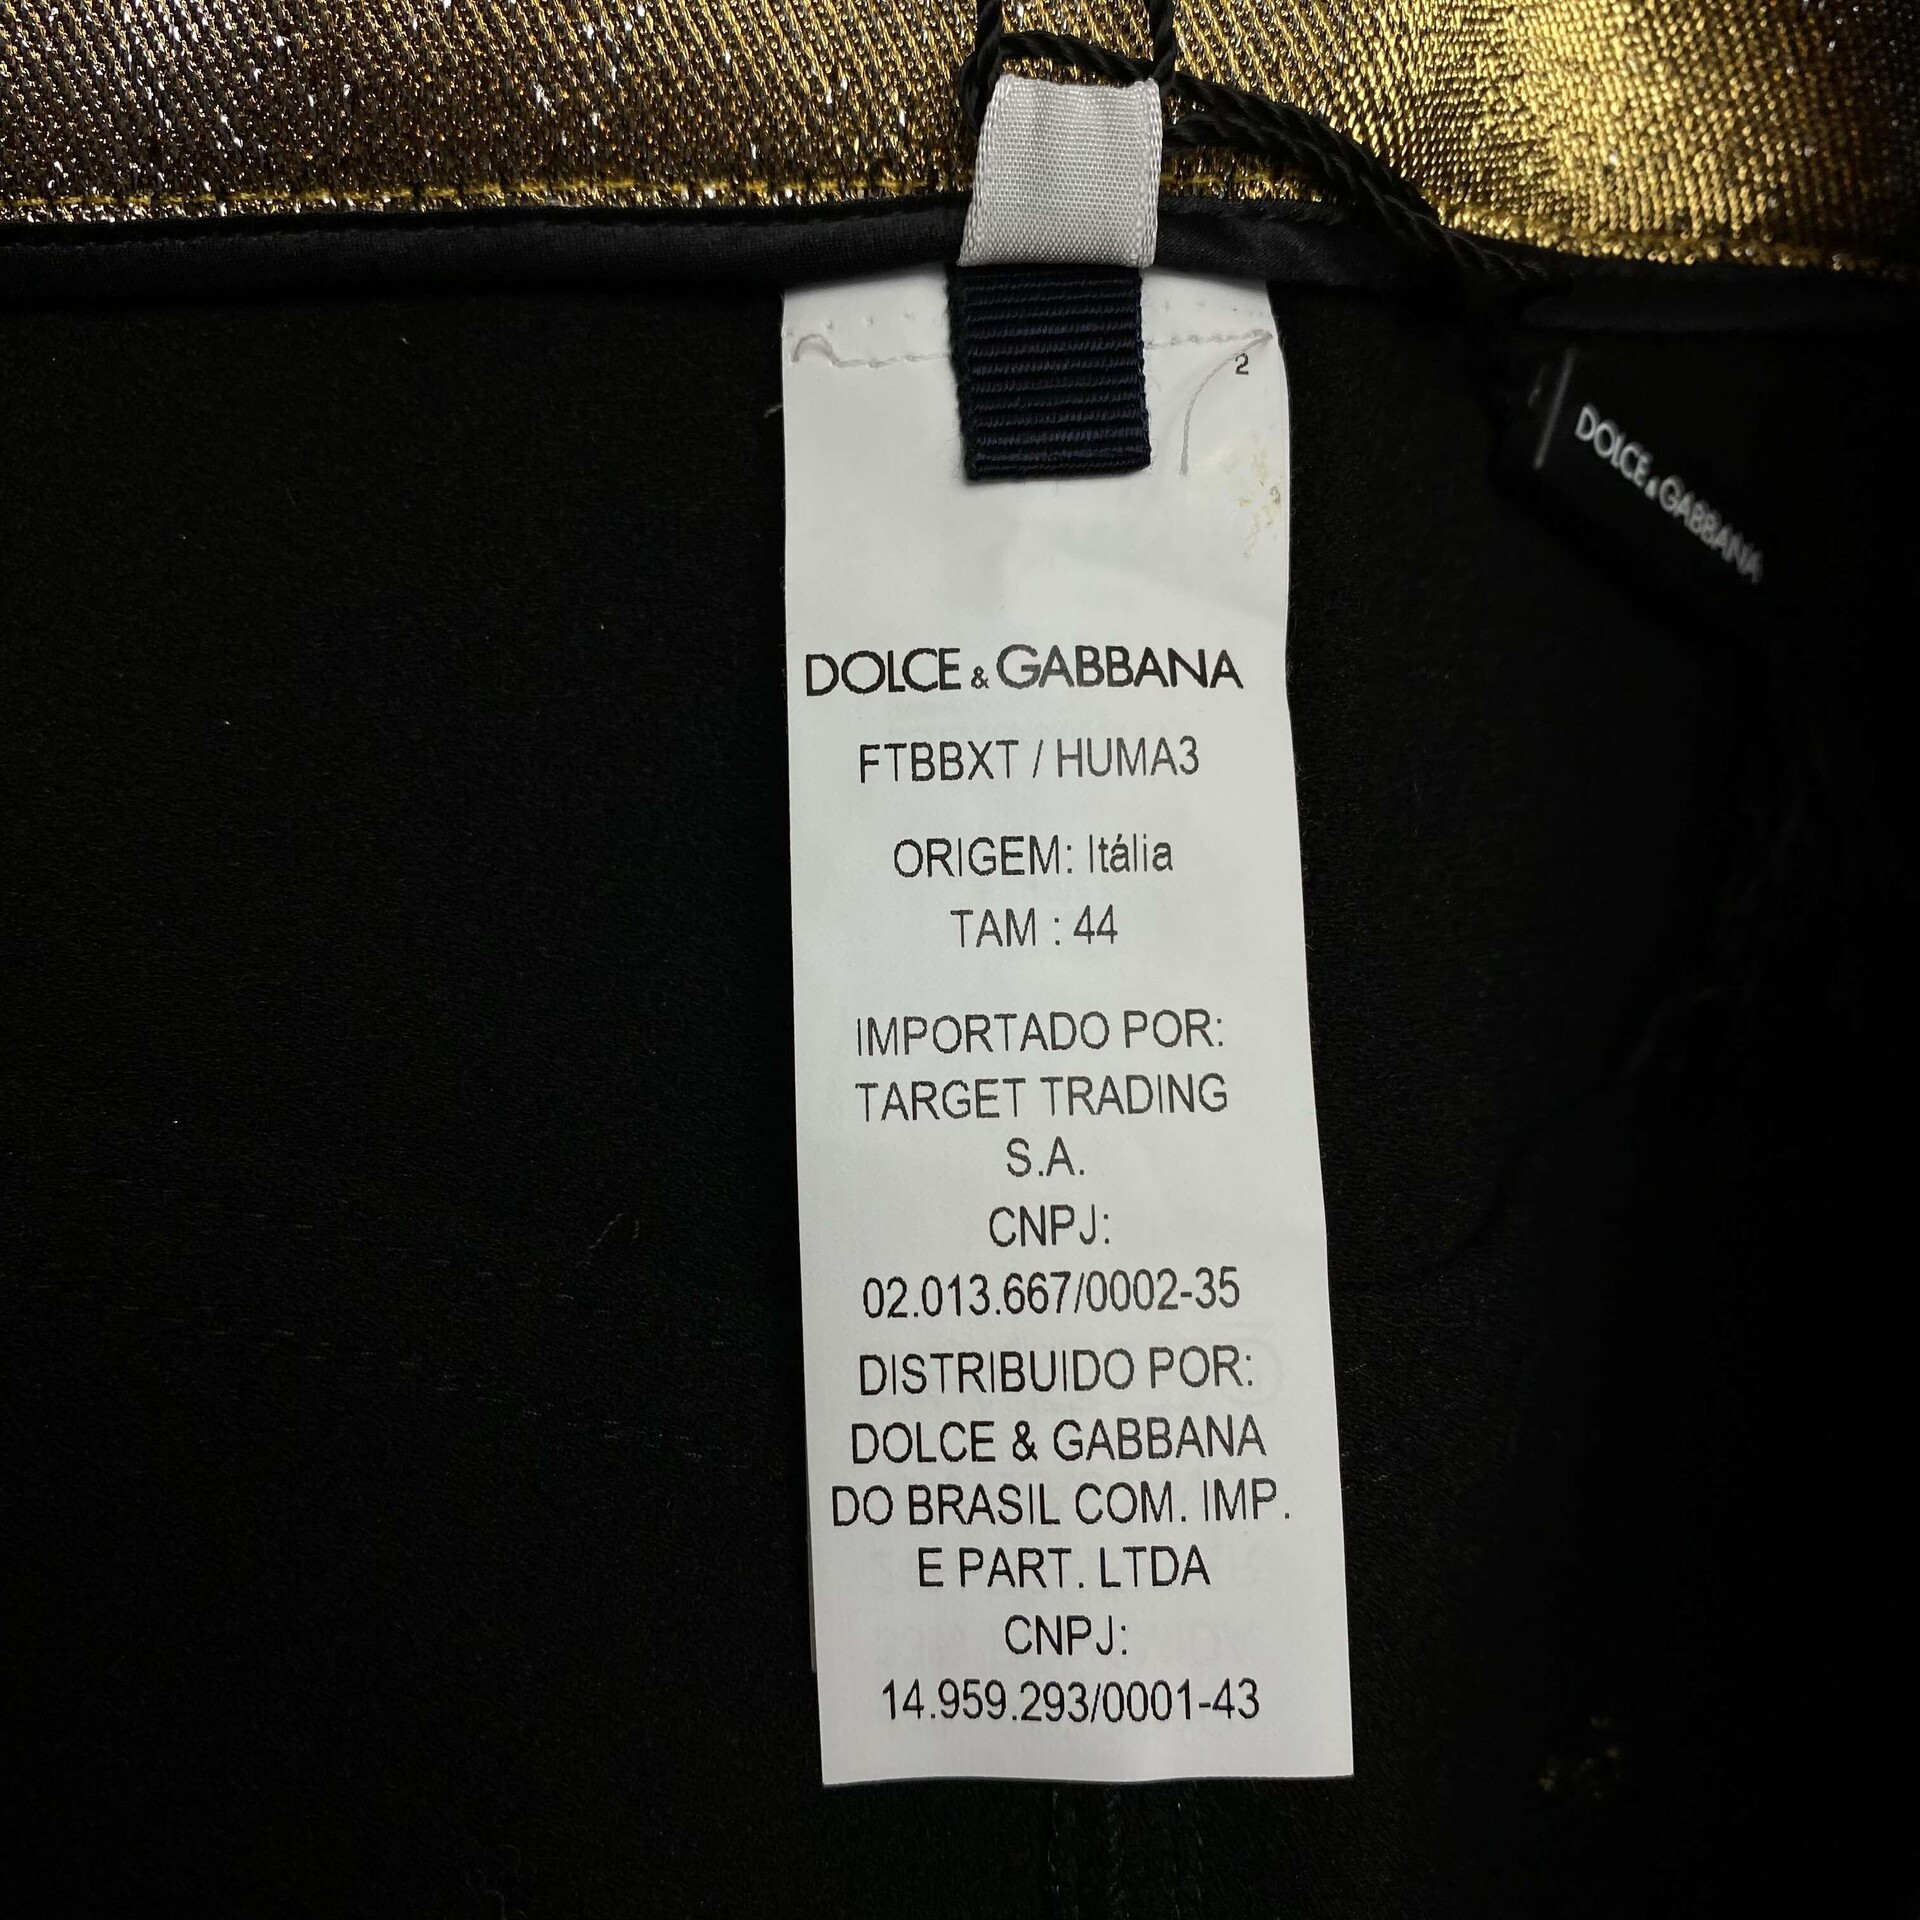 2
DOLCE & GABBANA
DOLCE & GABBANA
FTBBXT / HUMA3
ORIGEM: Itália
TAM : 44
IMPORTADO POR:
TARGET TRADING
S.A.
CNPJ:
02.013.667/0002-35
DISTRIBUIDO POR:
DOLCE & GABBANA
DO BRASIL COM. IMP.
E PART. LTDA
CNPJ:
14.959.293/0001-43